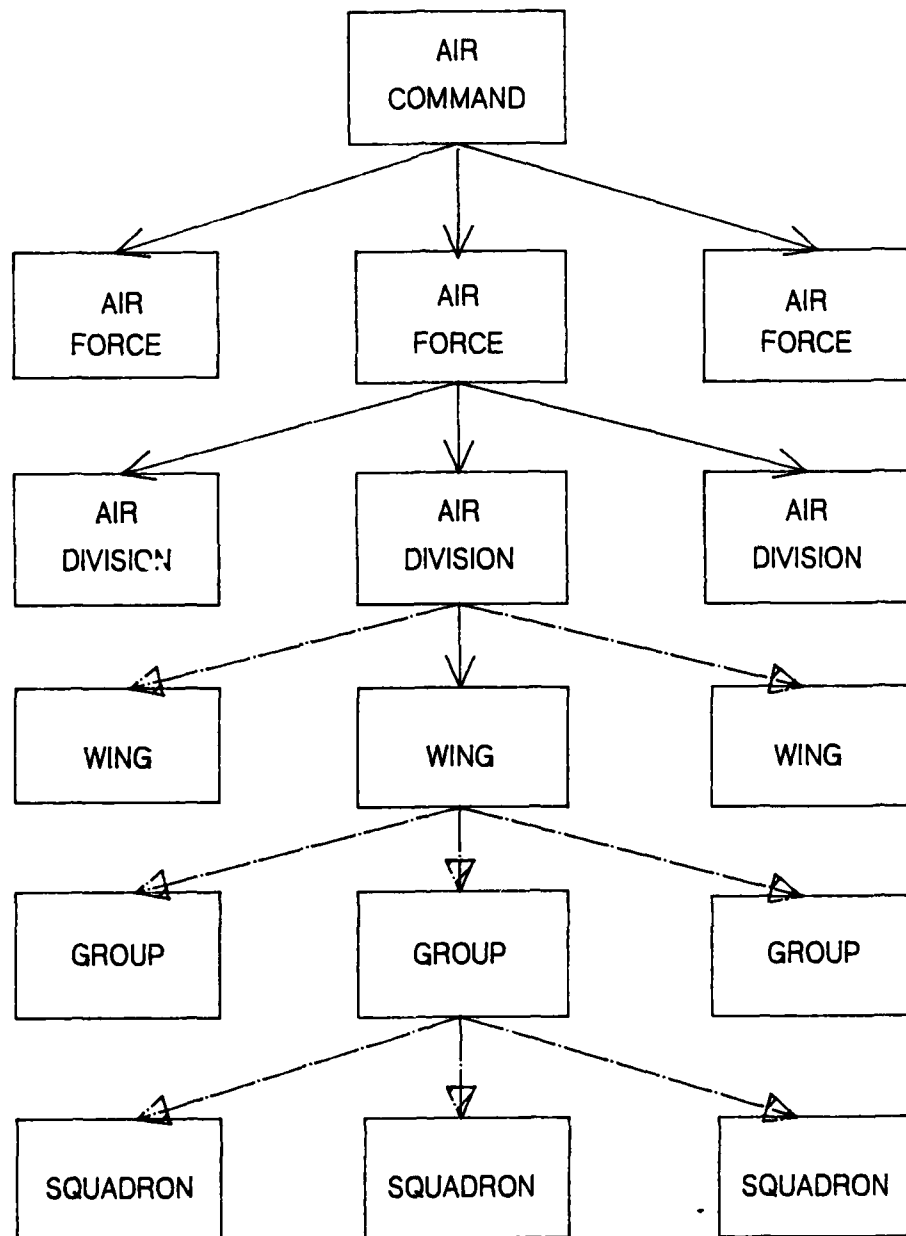 AIR
COMMAND
AIR
FORCE
AIR
FORCE
AIR
FORCE
AIR
DIVISION
AIR
DIVISION
AIR
DIVISION
WING
WING
WING
GROUP
GROUP
GROUP
SQUADRON
SQUADRON
SQUADRON